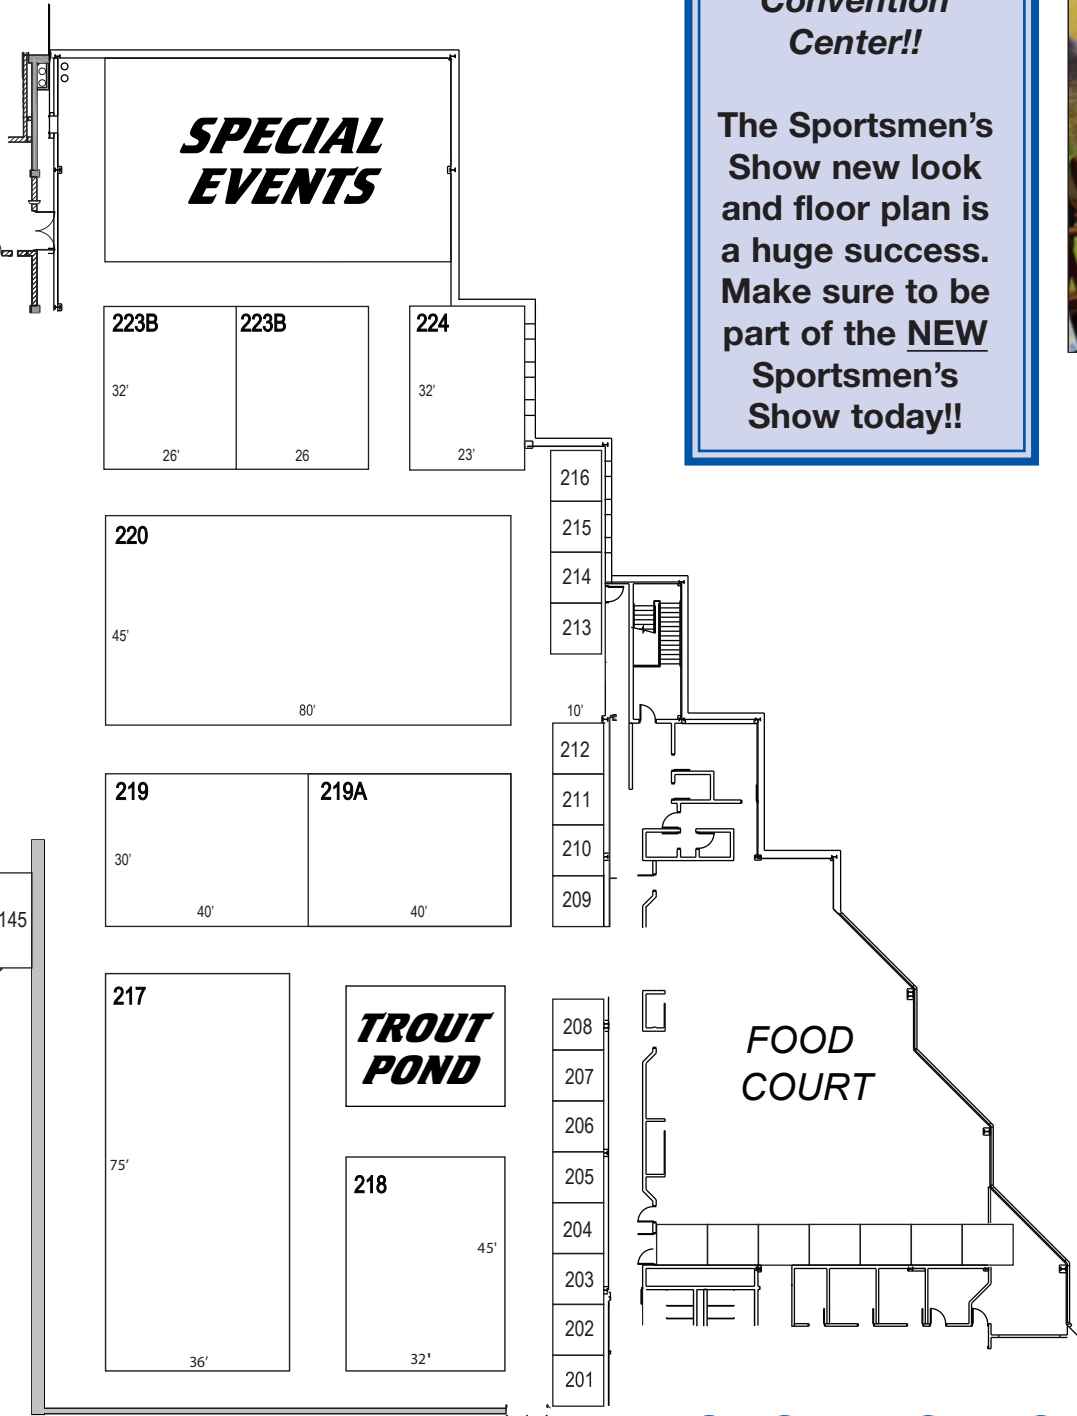 Convention
Center!!
The Sportsmen's
Show new look
and floor plan is
a huge success.
Make sure to be
part of the NEW
Sportsmen's
Show today!!
SPECIAL
EVENTS
223B
223B
224
32'
32'
26'
26
23'
216
215
214
213
220
45'
80'
10'
212
211
210
209
219
219A
30'
40'
40'
145
217
75'
36'
TROUT
POND
218
45'
32'
208
207
206
205
204
203
202
201
FOOD
COURT